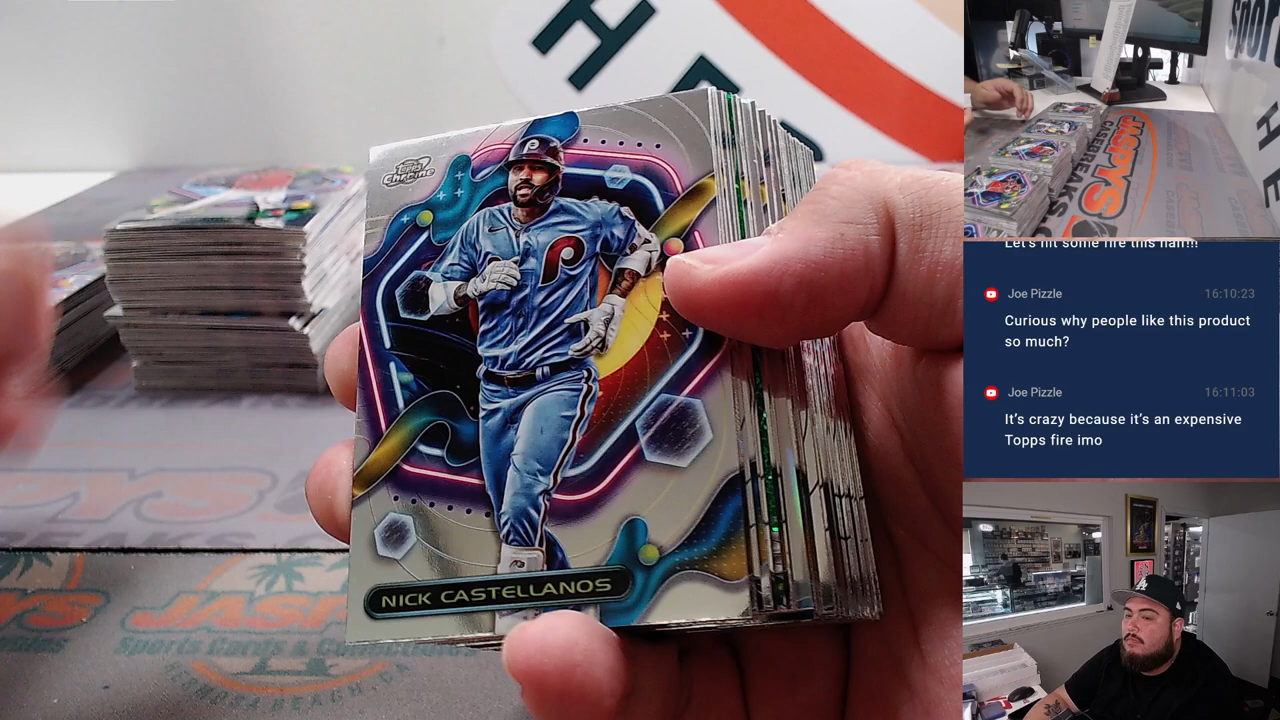 H
E
Topps
Chrome
P
P
NICK CASTELLANOS
JASPYS
Sports Cards & Collectibles
Sport
H
E
JASPYS
CASEBREAKS
Let's hit some fire this half!!!
Joe Pizzle 16:10:23
Curious why people like this product
so much?
Joe Pizzle 16:11:03
It's crazy because it's an expensive
Topps fire imo
LA